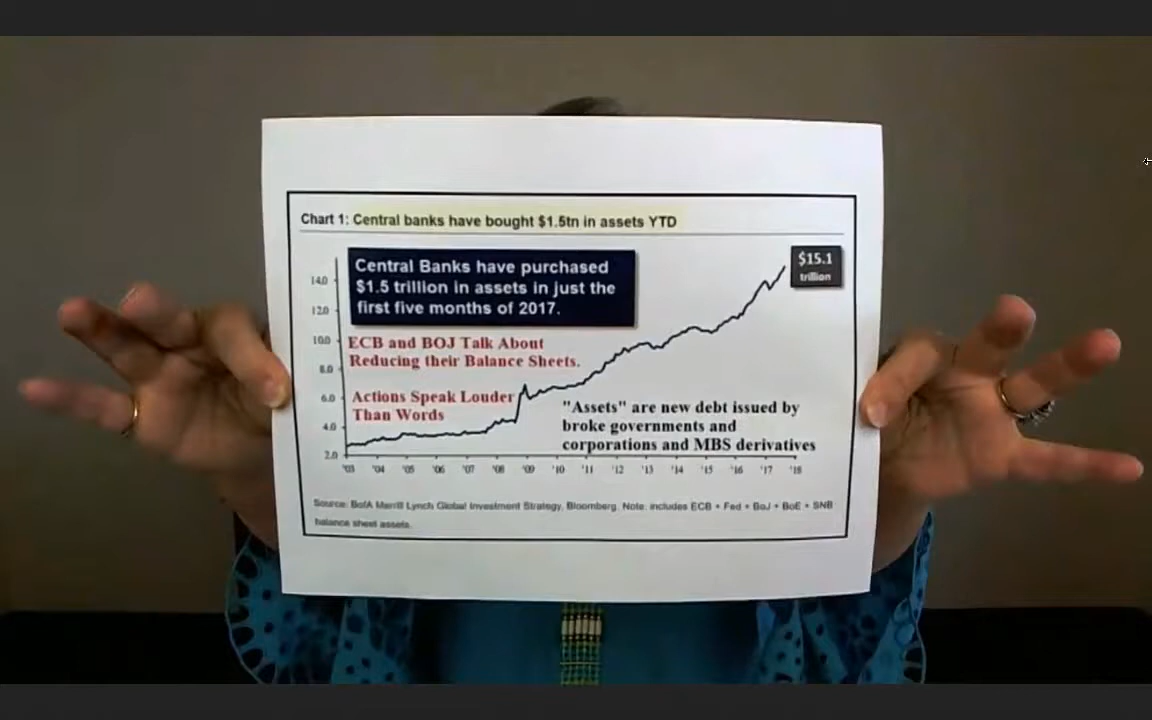 Chart 1: Central banks have bought $1.5tn in assets YTD
Central Banks have purchased
$1.5 trillion in assets in just the
first five months of 2017.
$15.1
trillion
14.0
12.0
10.0
8.0
6.0
4.0
2.0
ECB and BOJ Talk About
Reducing their Balance Sheets.
Actions Speak Louder
Than Words
"Assets" are new debt issued by
broke governments and
corporations and MBS derivatives
'03 '04 '05 '06 '07 '08 '09 '10 '11 '12 '13 '14 '15 '16 '17 '18
Source: BofA Merrill Lynch Global Investment Strategy, Bloomberg. Note: includes ECB + Fed + BoJ + BoE + SNB
balance sheet assets.